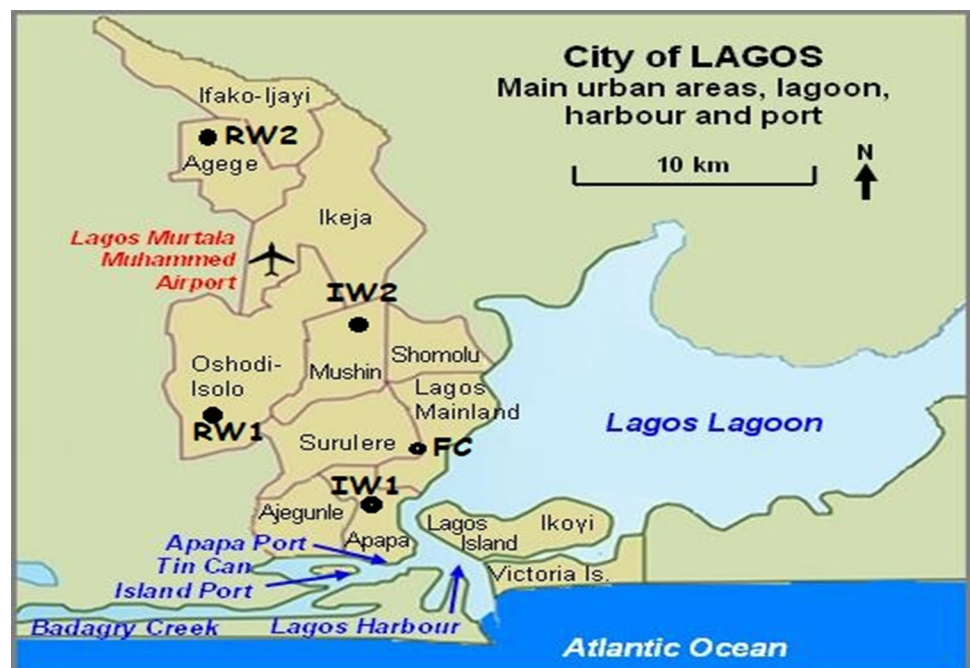 City of LAGOS
Main urban areas, lagoon,
harbour and port
10 km
N
Ifako-Ijayi
RW2
Agege
Ikeja
Lagos Murtala
Muhammed
Airport
IW2
Oshodi-
Isolo
Mushin
Shomolu
Lagos
Mainland
RW1
Surulere
FC
Lagos Lagoon
IW1
Ajegunle
Apapa
Lagos
Island
Ikoyi
Victoria Is.
Apapa Port
Tin Can
Island Port
Badagry Creek
Lagos Harbour
Atlantic Ocean